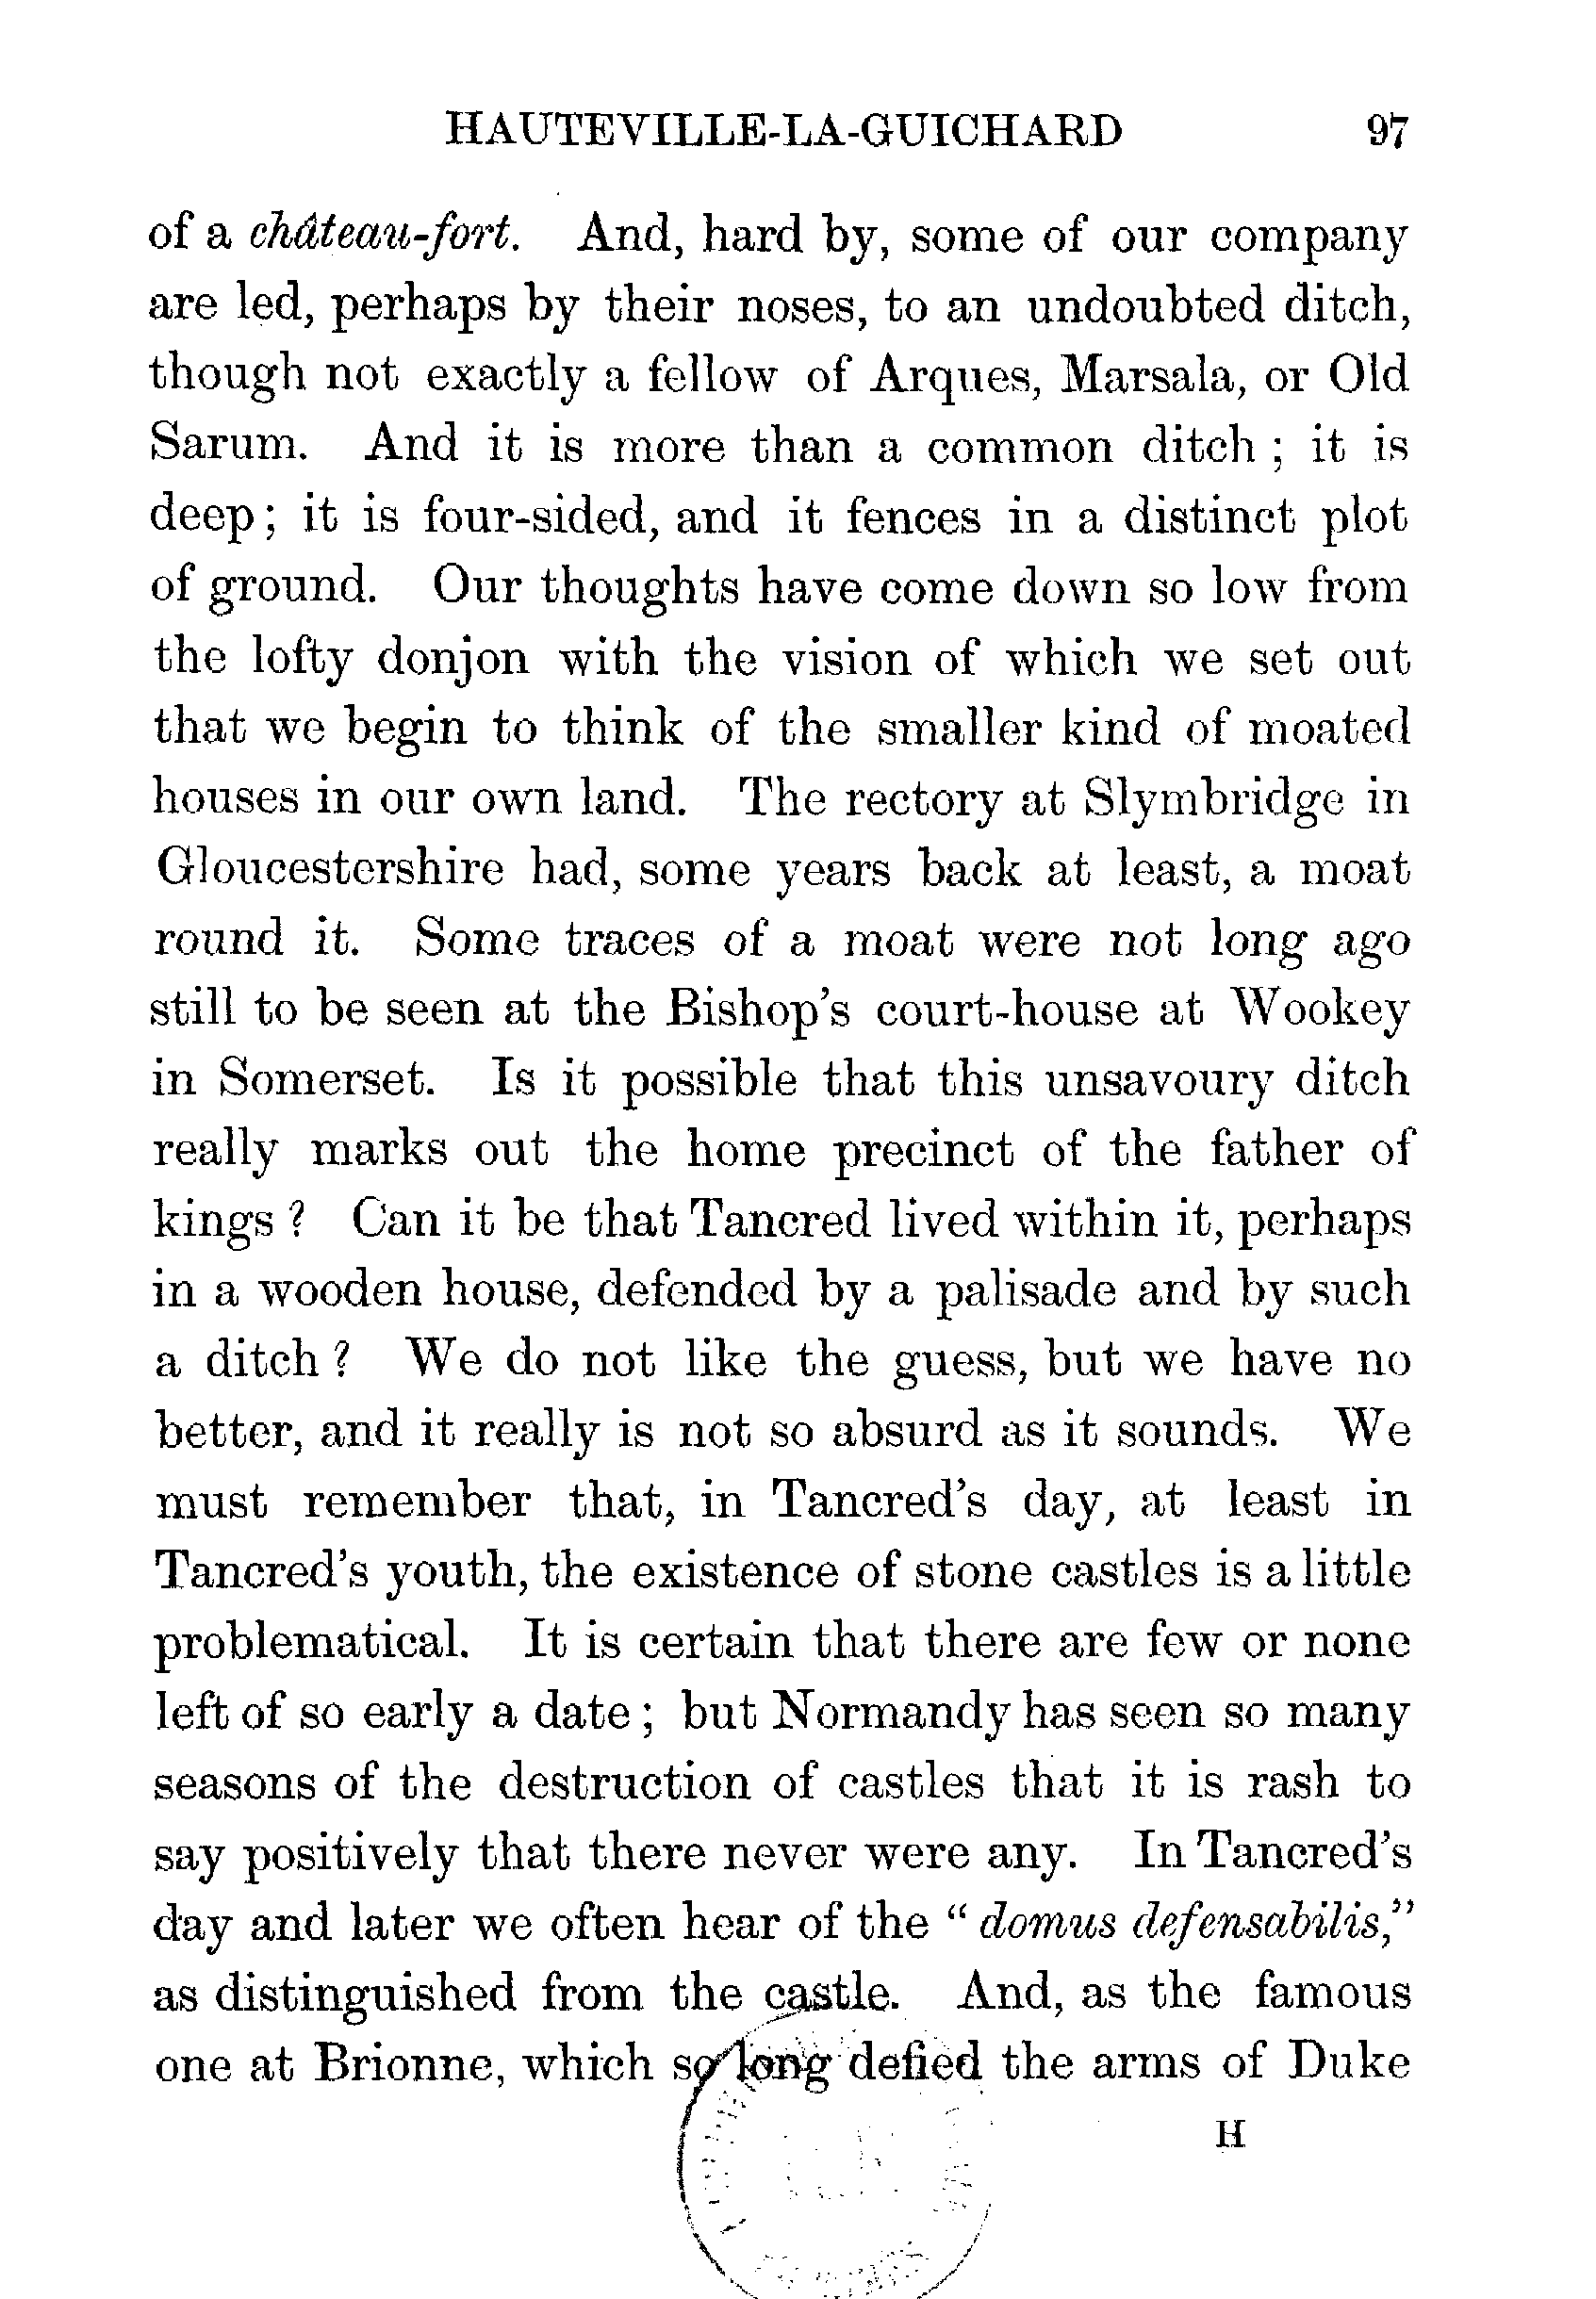 HAUTEVILLE-LA-GUICHARD 97
of a château-fort. And, hard by, some of our company
are led, perhaps by their noses, to an undoubted ditch,
though not exactly a fellow of Arques, Marsala, or Old
Sarum. And it is more than a common ditch ; it is
deep ; it is four-sided, and it fences in a distinct plot
of ground. Our thoughts have come down so low from
the lofty donjon with the vision of which we set out
that we begin to think of the smaller kind of moated
houses in our own land. The rectory at Slymbridge in
Gloucestershire had, some years back at least, a moat
round it. Some traces of a moat were not long ago
still to be seen at the Bishop's court-house at Wookey
in Somerset. Is it possible that this unsavoury ditch
really marks out the home precinct of the father of
kings ? Can it be that Tancred lived within it, perhaps
in a wooden house, defended by a palisade and by such
a ditch ? We do not like the guess, but we have no
better, and it really is not so absurd as it sounds. We
must remember that, in Tancred's day, at least in
Tancred's youth, the existence of stone castles is a little
problematical. It is certain that there are few or none
left of so early a date ; but Normandy has seen so many
seasons of the destruction of castles that it is rash to
say positively that there never were any. In Tancred's
day and later we often hear of the “ domus defensabilis,”
as distinguished from the castle. And, as the famous
one at Brionne, which so long defied the arms of Duke
H